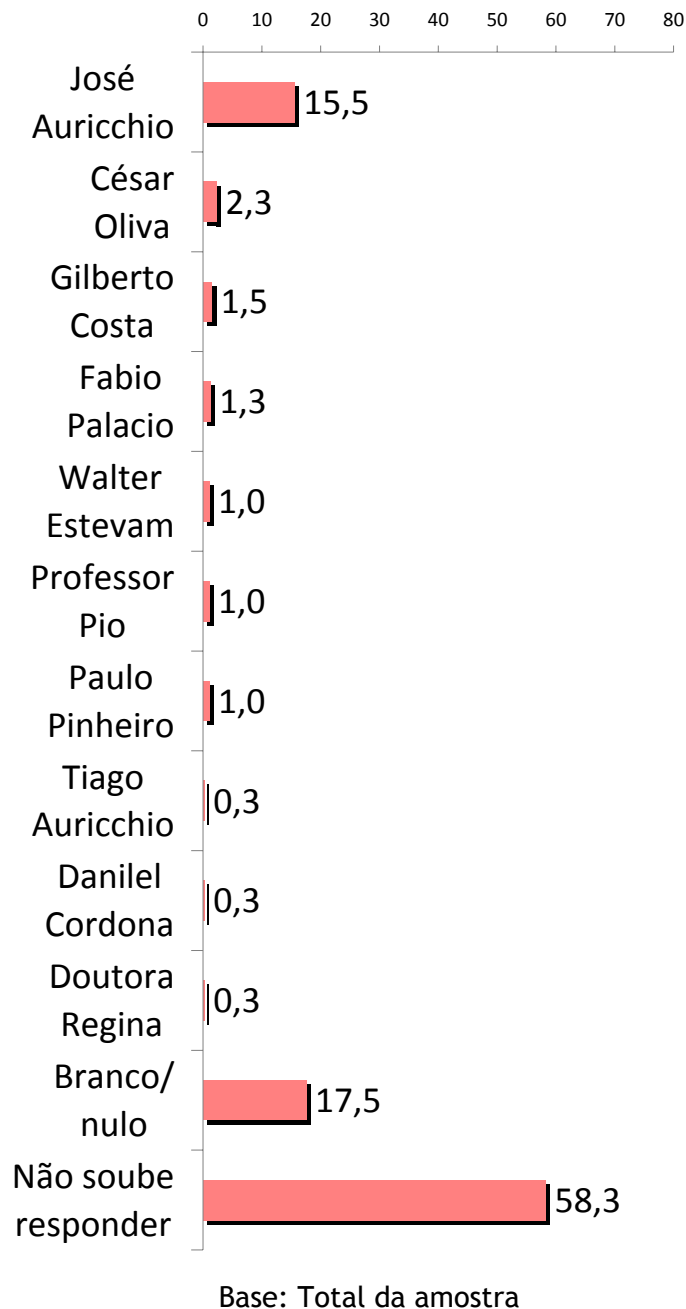 0 10 20 30 40 50 60 70 80
José
Auricchio
15,5
César
Oliva
2,3
Gilberto
Costa
1,5
Fabio
Palacio
1,3
Walter
Estevam
1,0
Professor
Pio
1,0
Paulo
Pinheiro
1,0
Tiago
Auricchio
0,3
Danilel
Cordona
0,3
Doutora
Regina
0,3
Branco/
nulo
17,5
Não soube
responder
58,3
Base: Total da amostra